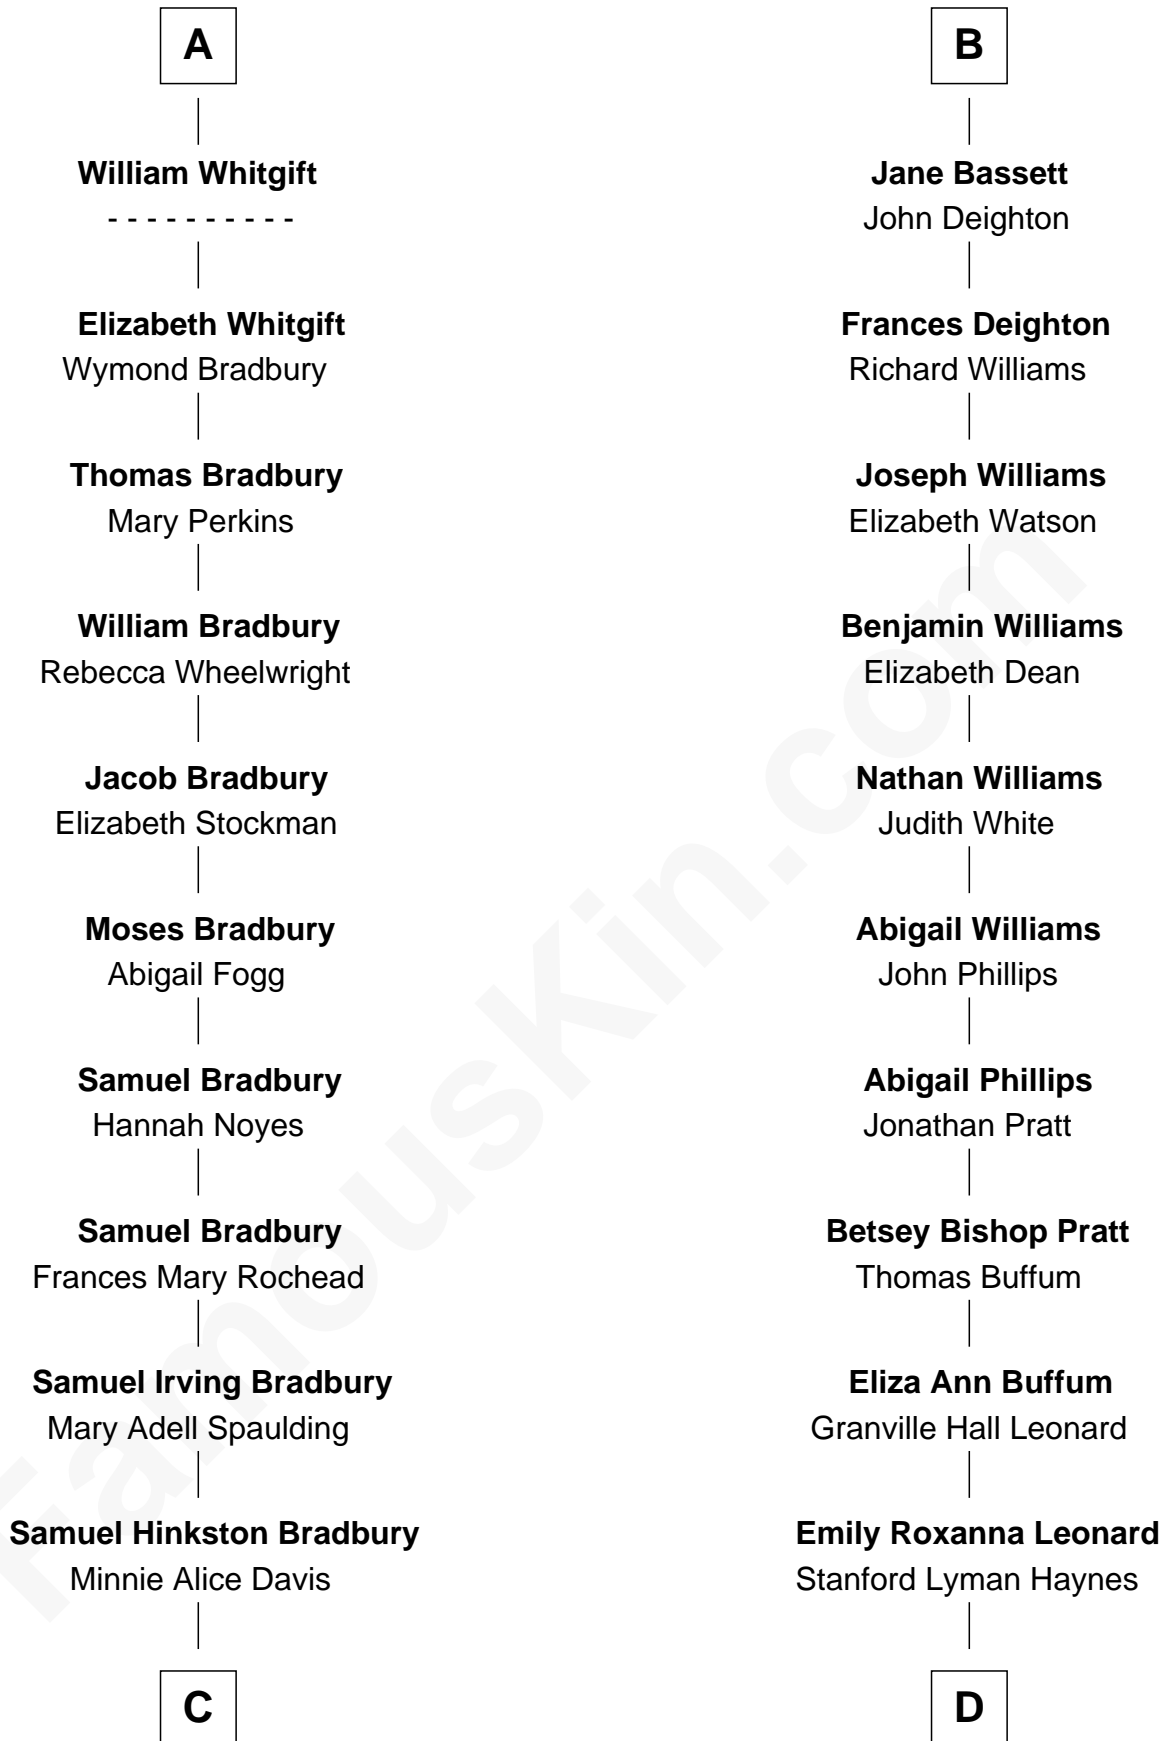 A
William Whitgift
- - - - - - - - - -
Elizabeth Whitgift
Wymond Bradbury
Thomas Bradbury
Mary Perkins
William Bradbury
Rebecca Wheelwright
Jacob Bradbury
Elizabeth Stockman
Moses Bradbury
Abigail Fogg
Samuel Bradbury
Hannah Noyes
Samuel Bradbury
Frances Mary Rochead
Samuel Irving Bradbury
Mary Adell Spaulding
Samuel Hinkston Bradbury
Minnie Alice Davis
C
B
Jane Bassett
John Deighton
Frances Deighton
Richard Williams
Joseph Williams
Elizabeth Watson
Benjamin Williams
Elizabeth Dean
Nathan Williams
Judith White
Abigail Williams
John Phillips
Abigail Phillips
Jonathan Pratt
Betsey Bishop Pratt
Thomas Buffum
Eliza Ann Buffum
Granville Hall Leonard
Emily Roxanna Leonard
Stanford Lyman Haynes
D
FamousKin.com